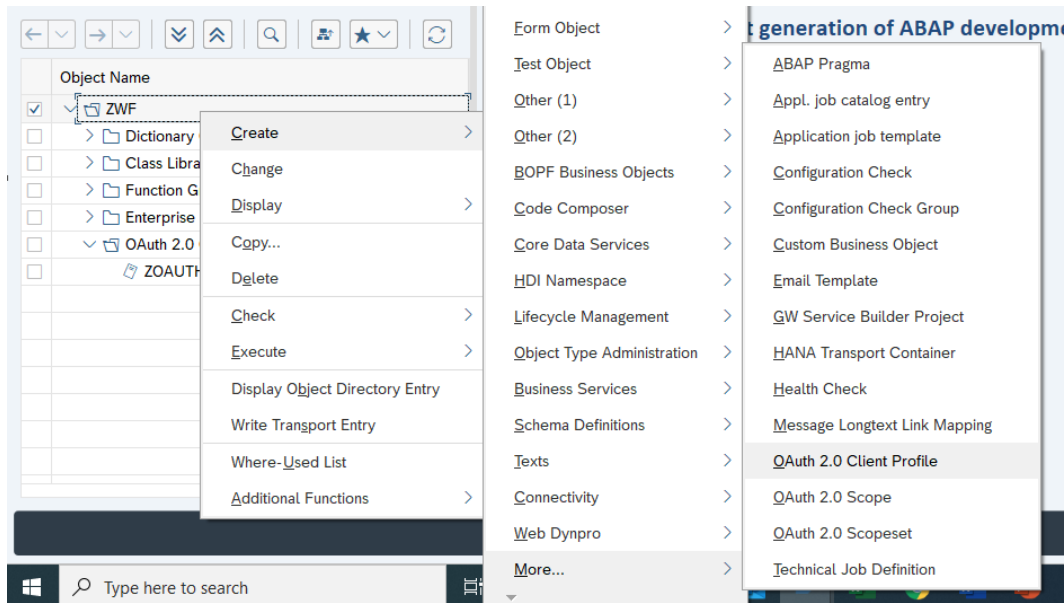 t generation of ABAP developme
Object Name
ZWF
Dictionary
Class Libra
Function G
Enterprise
OAuth 2.0
ZOAUTH
Create
Change
Display
Copy...
Delete
Check
Execute
Display Object Directory Entry
Write Transport Entry
Where-Used List
Additional Functions
Form Object
Test Object
Other (1)
Other (2)
BOPF Business Objects
Code Composer
Core Data Services
HDI Namespace
Lifecycle Management
Object Type Administration
Business Services
Schema Definitions
Texts
Connectivity
Web Dynpro
More...
ABAP Pragma
Appl. job catalog entry
Application job template
Configuration Check
Configuration Check Group
Custom Business Object
Email Template
GW Service Builder Project
HANA Transport Container
Health Check
Message Longtext Link Mapping
OAuth 2.0 Client Profile
OAuth 2.0 Scope
OAuth 2.0 Scopeset
Technical Job Definition
Type here to search